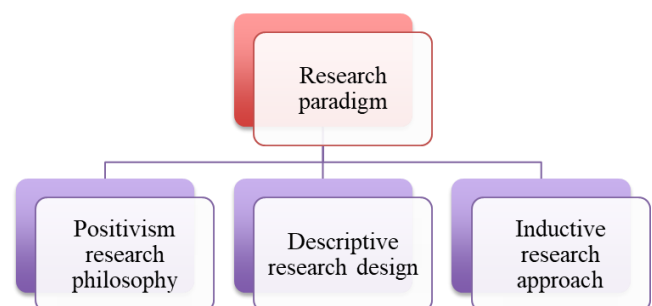 Research
paradigm
Positivism
research
philosophy
Descriptive
research design
Inductive
research
approach